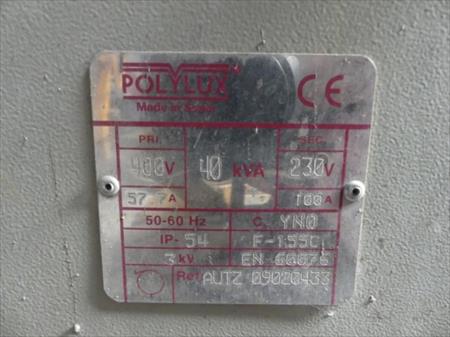 POLYLUX CE
Made in Spain
PRI. SEC.
400V 40 kVA 230V
57.7A 100A
50-60 Hz C. YN0
IP-54 F-155C
3 kV EN-60076
Ref. AUTZ 09020433